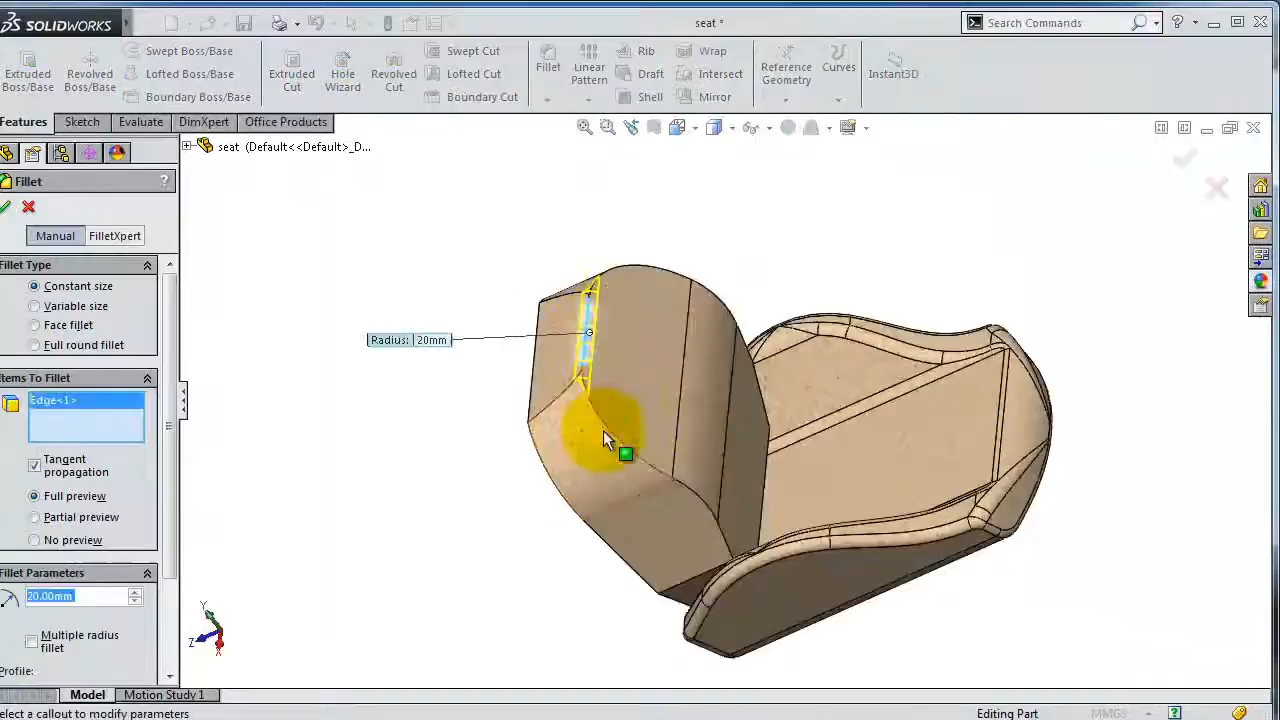 SOLIDWORKS
seat *
Search Commands
Extruded Boss/Base
Revolved Boss/Base
Swept Boss/Base
Lofted Boss/Base
Boundary Boss/Base
Extruded Cut
Hole Wizard
Revolved Cut
Swept Cut
Lofted Cut
Boundary Cut
Fillet
Linear Pattern
Rib
Draft
Shell
Wrap
Intersect
Mirror
Reference Geometry
Curves
Instant3D
Features
Sketch
Evaluate
DimXpert
Office Products
seat (Default<<Default>_D...
Fillet
?
Manual
FilletXpert
Fillet Type
Constant size
Variable size
Face fillet
Full round fillet
Items To Fillet
Edge<1>
Tangent
propagation
Full preview
Partial preview
No preview
Fillet Parameters
20.00mm
Multiple radius
fillet
Profile:
Radius: 20mm
Y
Z
X
Model
Motion Study 1
Select a callout to modify parameters
Editing Part
MMGS
?